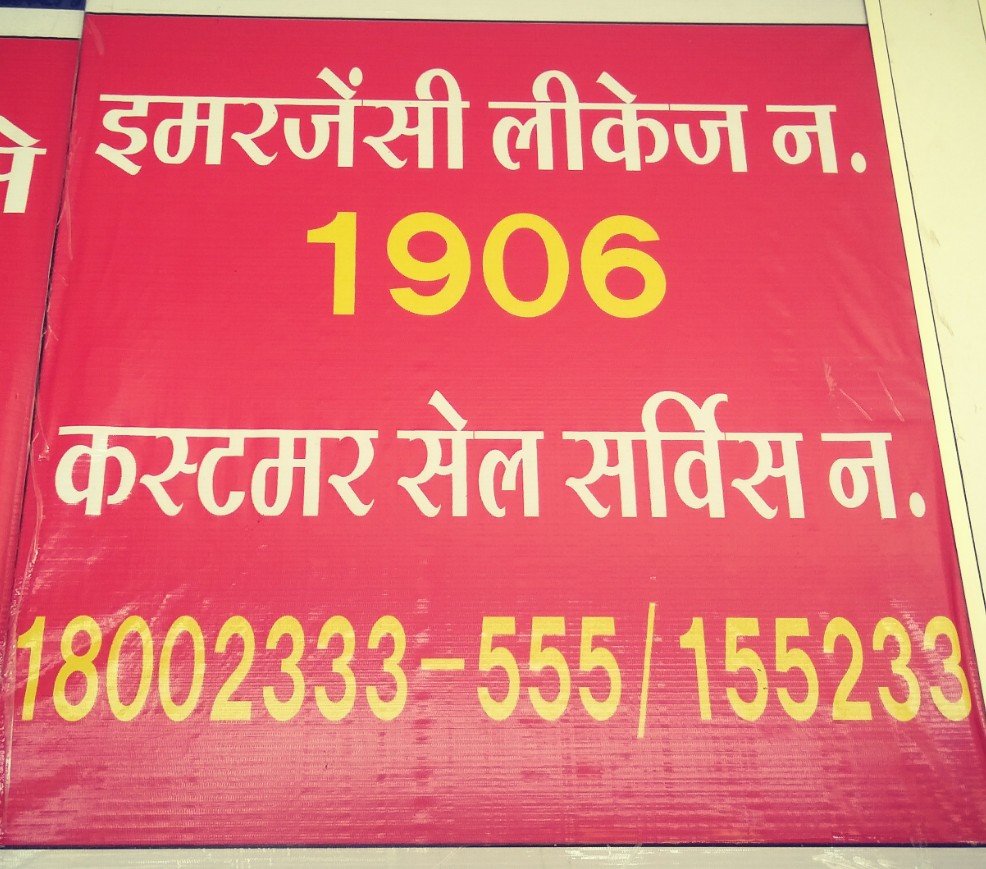 इमरजेंसी लीकेज न.
1906
कस्टमर सेल सर्विस न.
18002333-555/155233